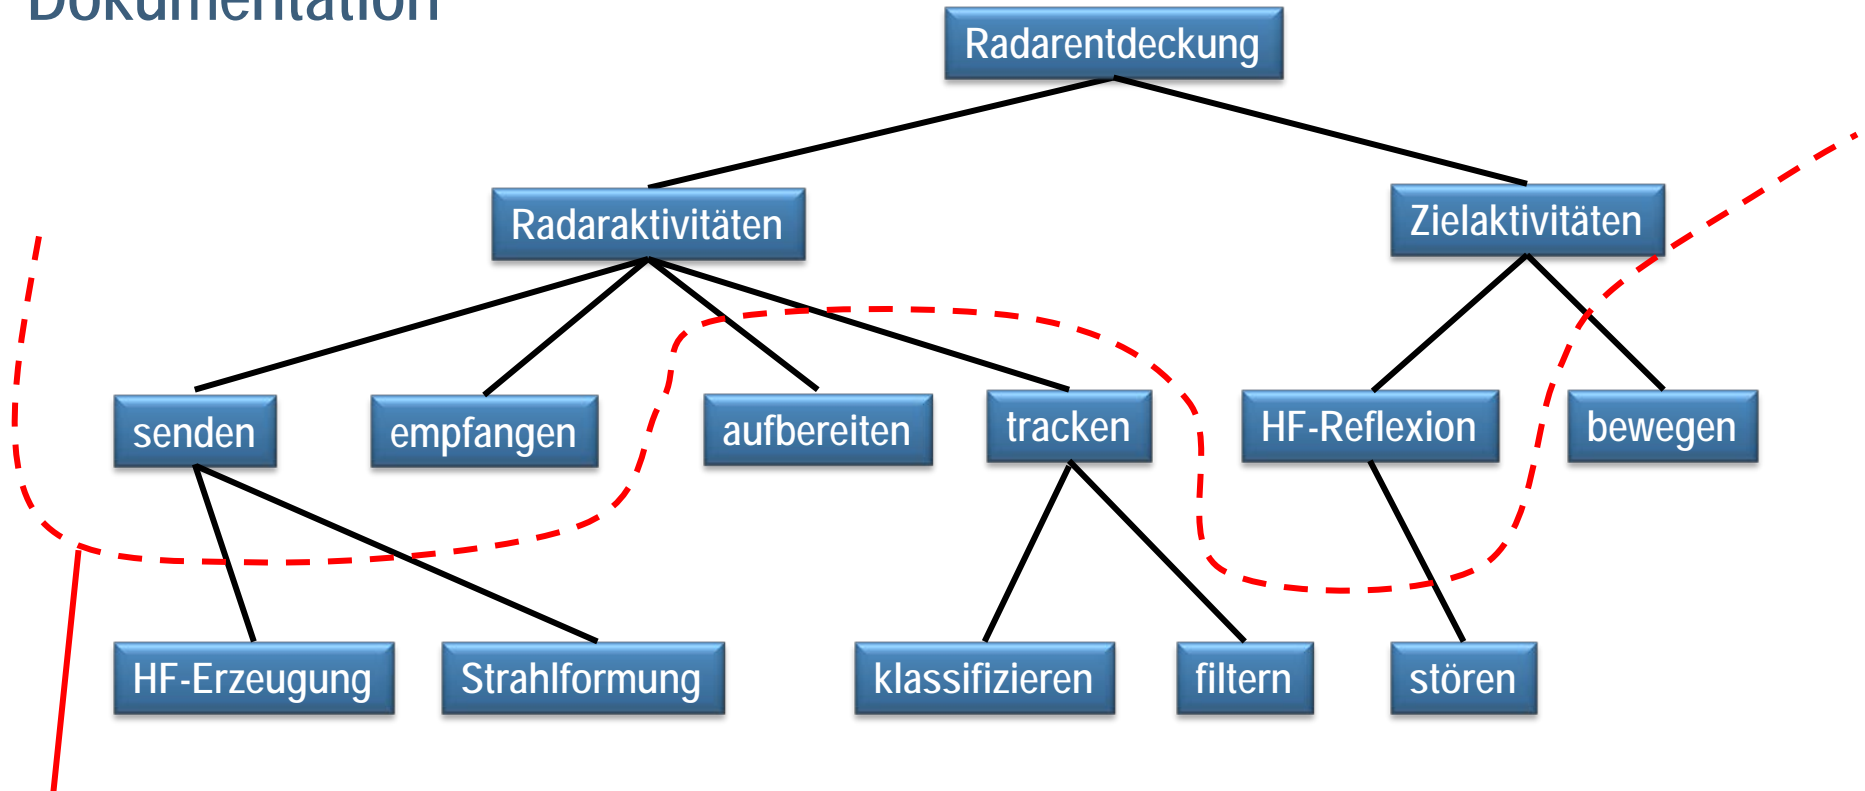 Dokumentation
Radarentdeckung
Radaraktivitäten
Zielaktivitäten
senden
empfangen
aufbereiten
tracken
HF-Reflexion
bewegen
HF-Erzeugung
Strahlformung
klassifizieren
filtern
stören